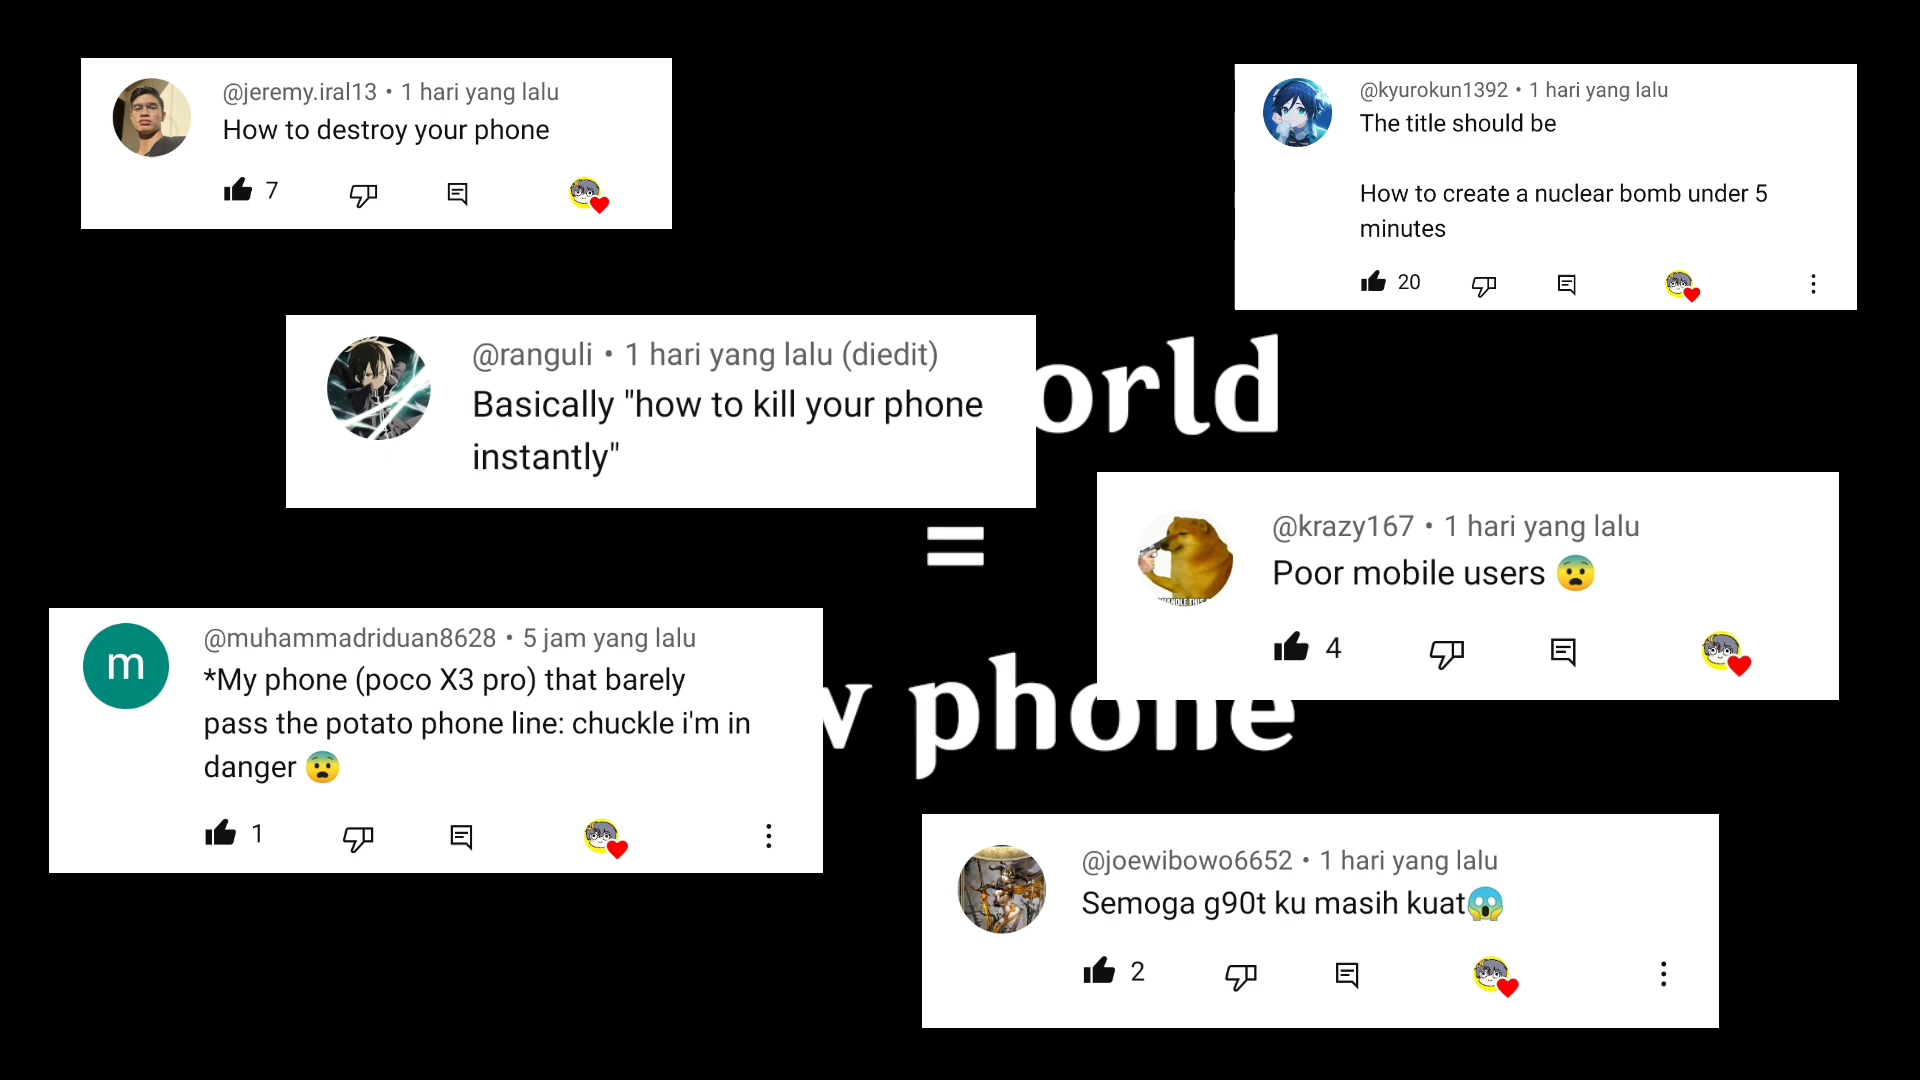 @jeremy.iral13 • 1 hari yang lalu
How to destroy your phone
7
@kyurokun1392 • 1 hari yang lalu
The title should be
How to create a nuclear bomb under 5
minutes
20
@ranguli • 1 hari yang lalu (diedit)
Basically "how to kill your phone
instantly"
orld
=
@krazy167 • 1 hari yang lalu
Poor mobile users 😨
4
@muhammadriduan8628 • 5 jam yang lalu
m
*My phone (poco X3 pro) that barely
pass the potato phone line: chuckle i'm in
danger 😨
1
w phone
@joewibowo6652 • 1 hari yang lalu
Semoga g90t ku masih kuat😱
2